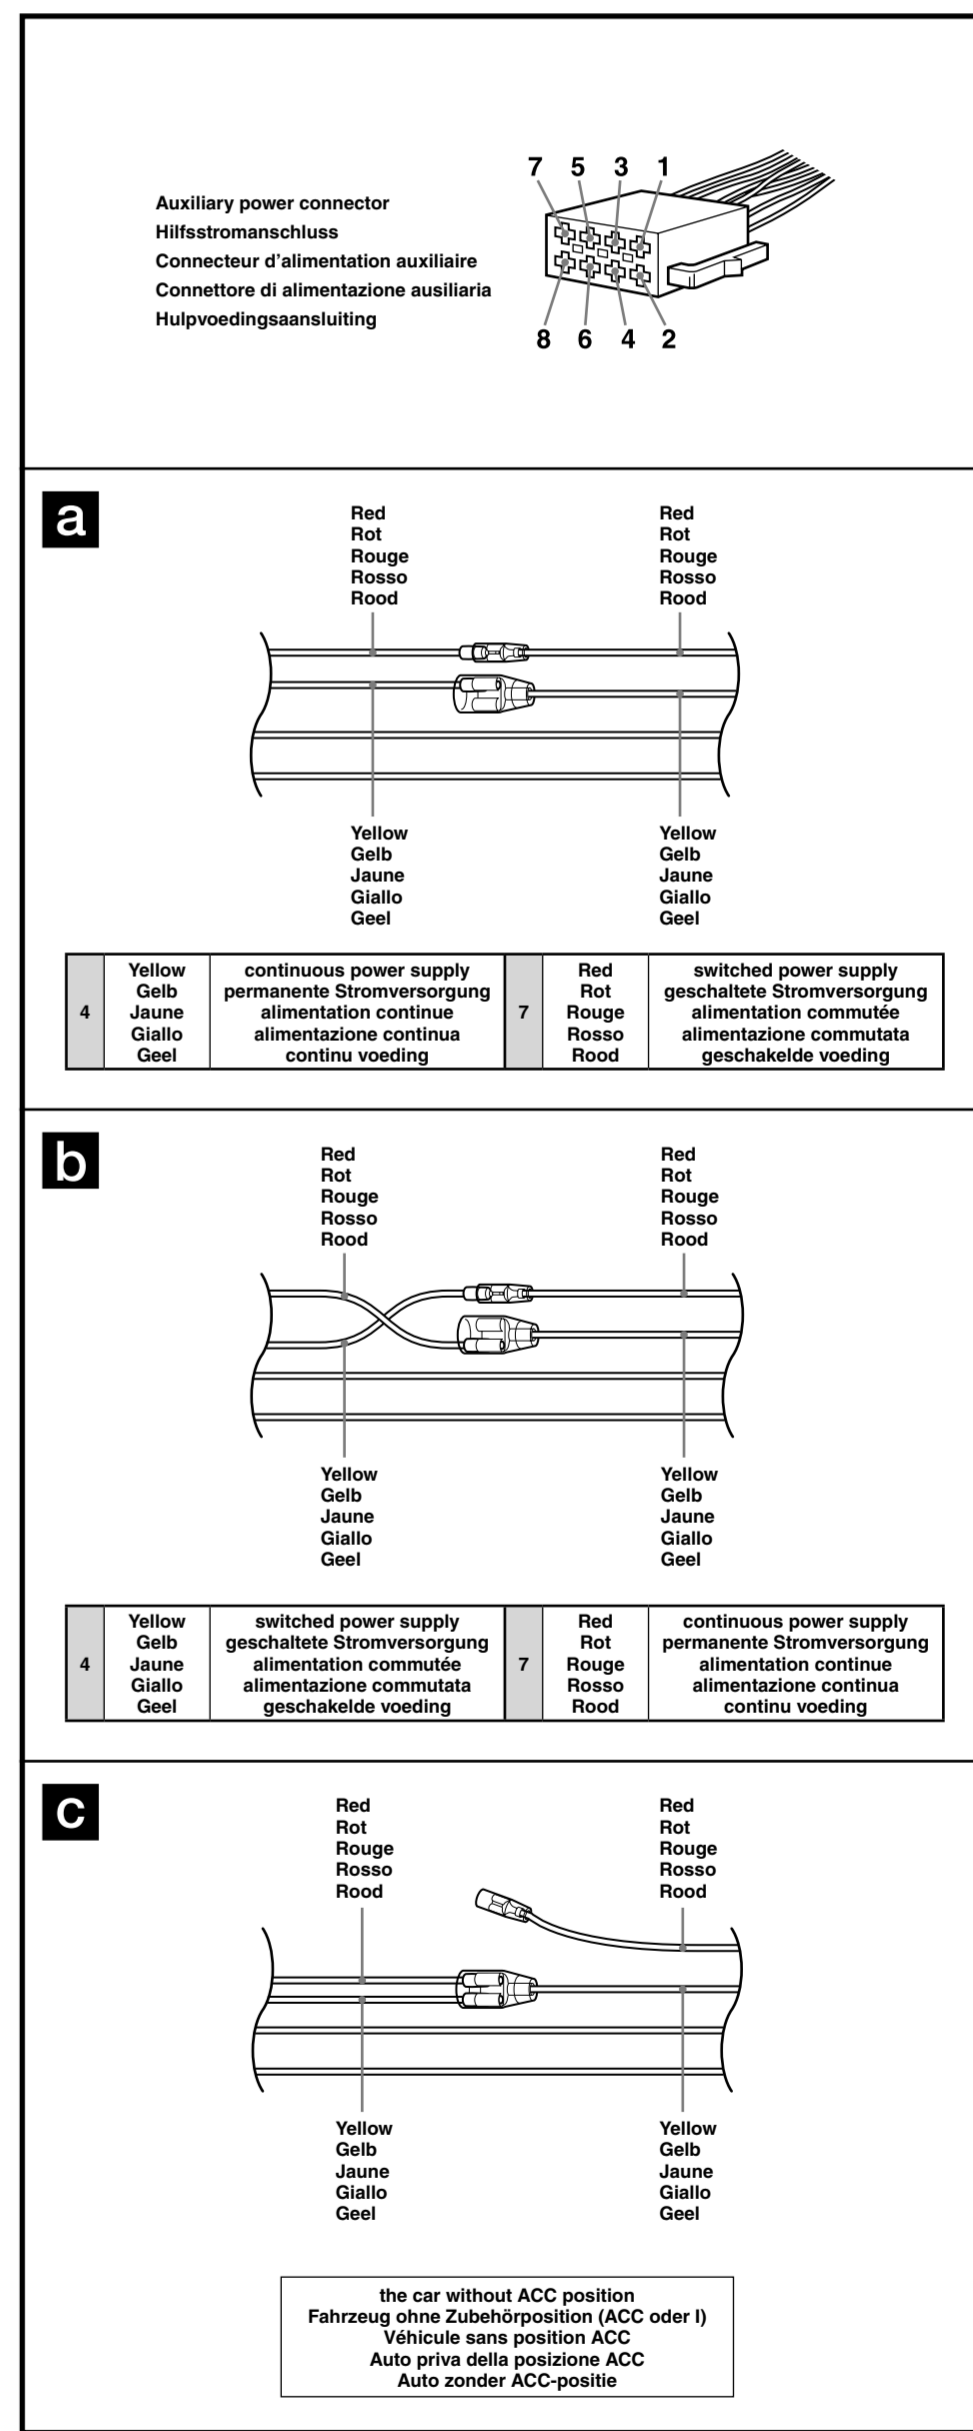 Auxiliary power connector
Hilfsstromanschluss
Connecteur d'alimentation auxiliaire
Connettore di alimentazione ausiliaria
Hulpvoedingsaansluiting
7 5 3 1
8 6 4 2
a
Red
Rot
Rouge
Rosso
Rood
Red
Rot
Rouge
Rosso
Rood
Yellow
Gelb
Jaune
Giallo
Geel
Yellow
Gelb
Jaune
Giallo
Geel
4
Yellow
Gelb
Jaune
Giallo
Geel
continuous power supply
permanente Stromversorgung
alimentation continue
alimentazione continua
continu voeding
7
Red
Rot
Rouge
Rosso
Rood
switched power supply
geschaltete Stromversorgung
alimentation commutée
alimentazione commutata
geschakelde voeding
b
Red
Rot
Rouge
Rosso
Rood
Red
Rot
Rouge
Rosso
Rood
Yellow
Gelb
Jaune
Giallo
Geel
Yellow
Gelb
Jaune
Giallo
Geel
4
Yellow
Gelb
Jaune
Giallo
Geel
switched power supply
geschaltete Stromversorgung
alimentation commutée
alimentazione commutata
geschakelde voeding
7
Red
Rot
Rouge
Rosso
Rood
continuous power supply
permanente Stromversorgung
alimentation continue
alimentazione continua
continu voeding
c
Red
Rot
Rouge
Rosso
Rood
Red
Rot
Rouge
Rosso
Rood
Yellow
Gelb
Jaune
Giallo
Geel
Yellow
Gelb
Jaune
Giallo
Geel
the car without ACC position
Fahrzeug ohne Zubehörposition (ACC oder I)
Véhicule sans position ACC
Auto priva della posizione ACC
Auto zonder ACC-positie